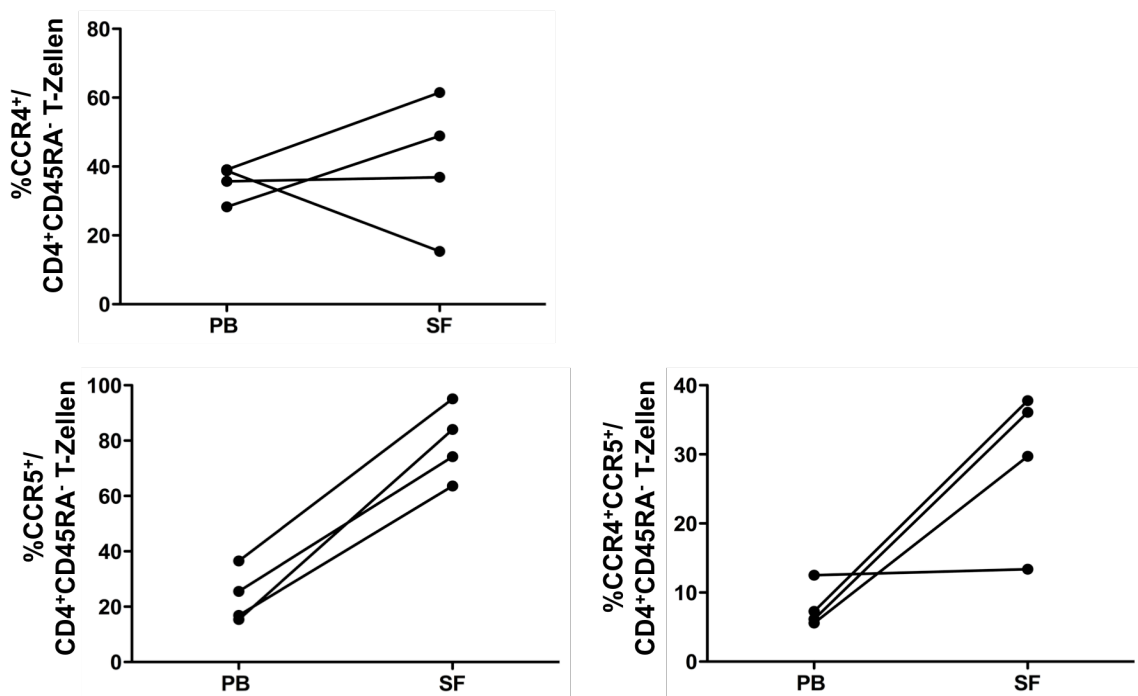 %CCR4⁺/
CD4⁺CD45RA⁻ T-Zellen
80
60
40
20
0
PB
SF
%CCR5⁺/
CD4⁺CD45RA⁻ T-Zellen
100
80
60
40
20
0
PB
SF
%CCR4⁺CCR5⁺/
CD4⁺CD45RA⁻ T-Zellen
40
30
20
10
0
PB
SF